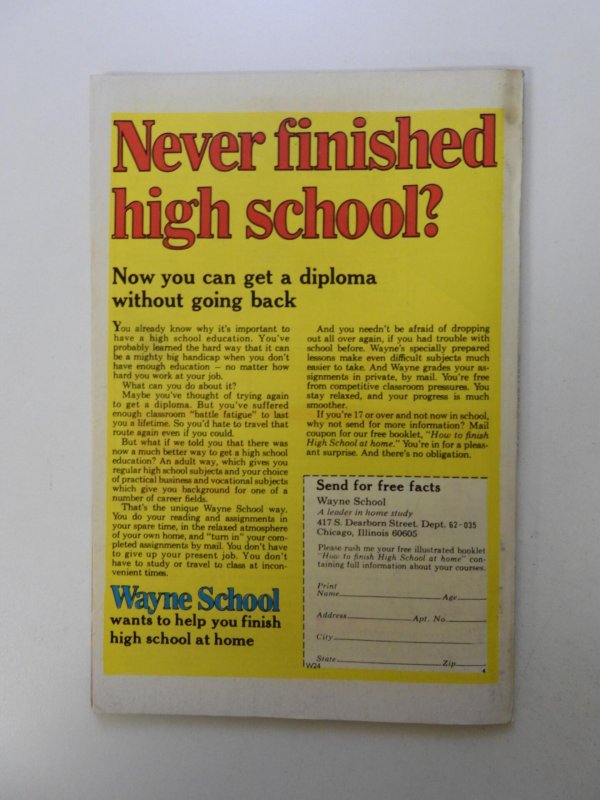 Never finished
high school?
Now you can get a diploma
without going back
You already know why it's important to
have a high school education. You've
probably learned the hard way that it can
be a mighty big handicap when you don't
have enough education — no matter how
hard you work at your job.
What can you do about it?
Maybe you've thought of trying again
to get a diploma. But you've suffered
enough classroom "battle fatigue" to last
you a lifetime. So you'd hate to travel that
route again even if you could.
But what if we told you that there was
now a much better way to get a high school
education? An adult way, which gives you
regular high school subjects and your choice
of practical business and vocational subjects
which give you background for one of a
number of career fields.
That's the unique Wayne School way.
You do your reading and assignments in
your spare time, in the relaxed atmosphere
of your own home, and "turn in" your com-
pleted assignments by mail. You don't have
to give up your present job. You don't
have to study or travel to class at incon-
venient times.
Wayne School
wants to help you finish
high school at home
And you needn't be afraid of dropping
out all over again, if you had trouble with
school before. Wayne's specially prepared
lessons make even difficult subjects much
easier to take. And Wayne grades your as-
signments in private, by mail. You're free
from competitive classroom pressures. You
stay relaxed, and your progress is much
smoother.
If you're 17 or over and not now in school,
why not send for more information? Mail
coupon for our free booklet, "How to finish
High School at home." You're in for a pleas-
ant surprise. And there's no obligation.
Send for free facts
Wayne School
A leader in home study
417 S. Dearborn Street, Dept. 62-035
Chicago, Illinois 60605
Please rush me your free illustrated booklet
"How to finish High School at home" con-
taining full information about your courses.
Print
Name Age
Address Apt. No.
City
State Zip
W24 4